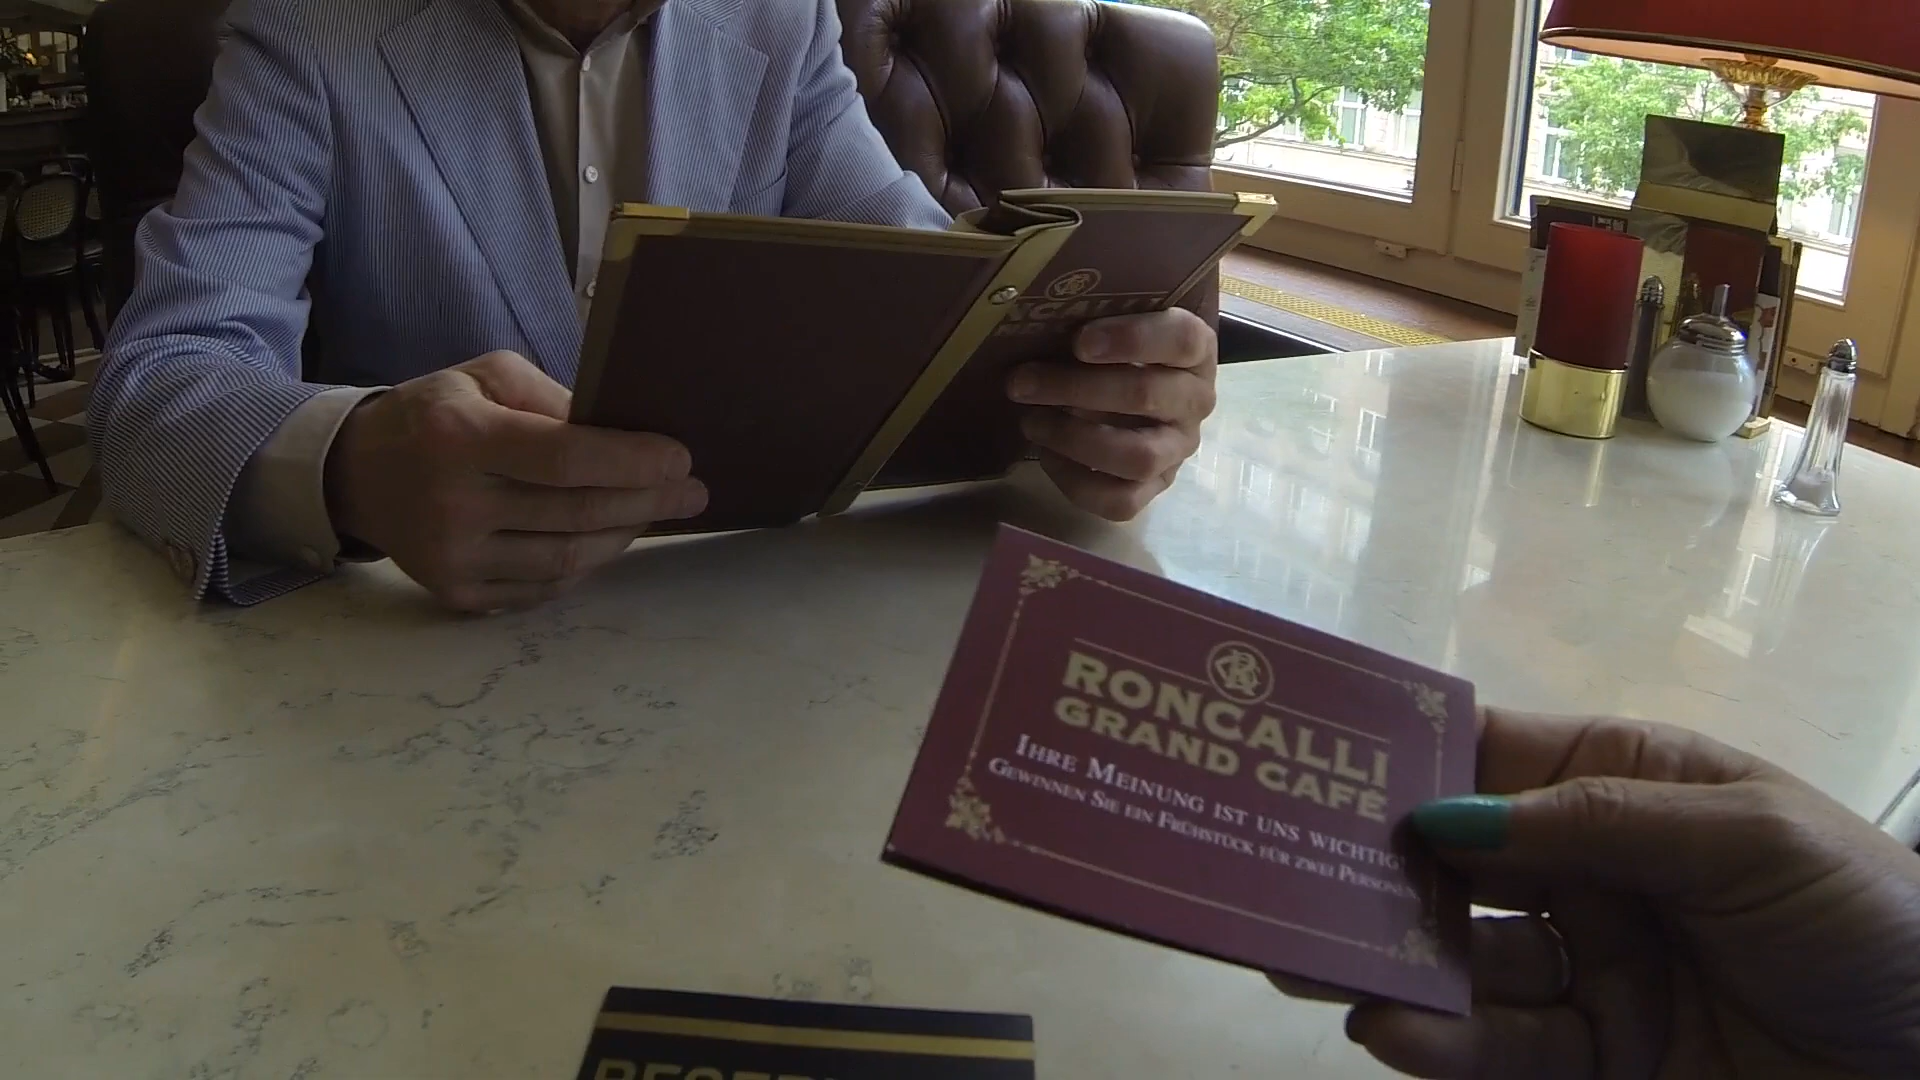 RONCALLI
GRAND CAFÉ
IHRE MEINUNG IST UNS WICHTIG
GEWINNEN SIE EIN FRÜHSTÜCK FÜR ZWEI PERSONEN